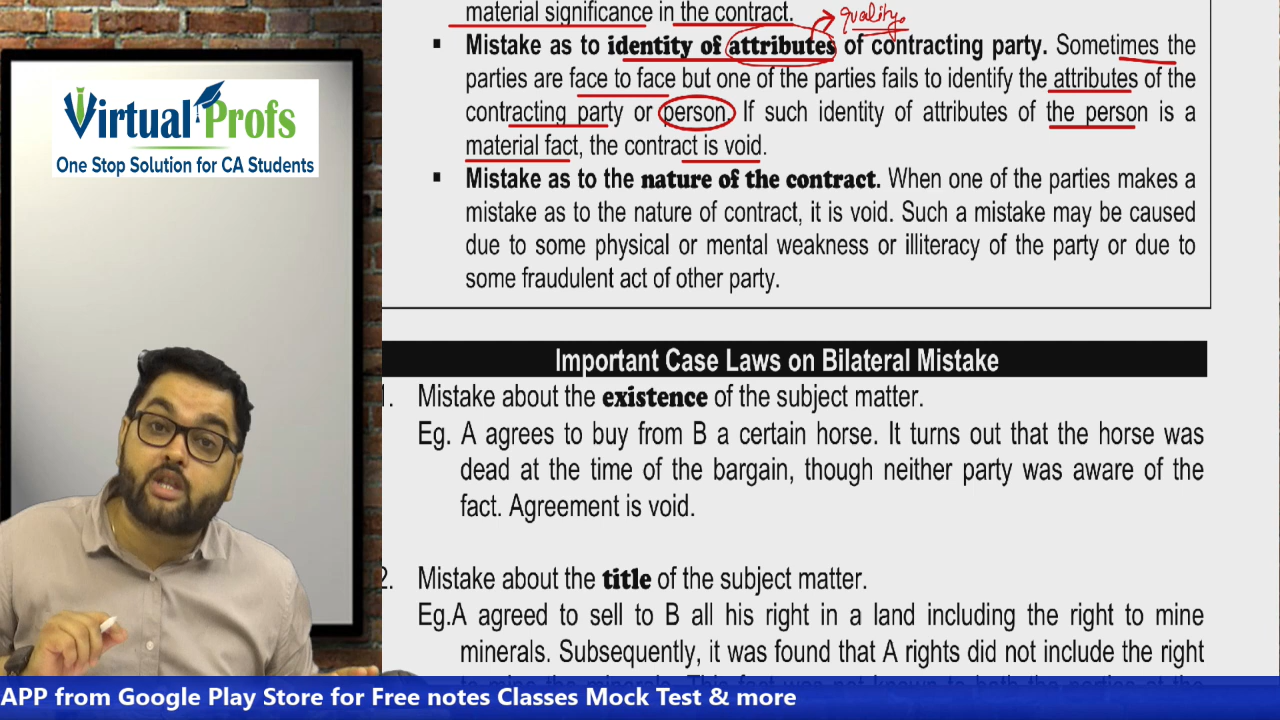 material significance in the contract.
quality.
Mistake as to identity of attributes of contracting party. Sometimes the
parties are face to face but one of the parties fails to identify the attributes of the
contracting party or person. If such identity of attributes of the person is a
material fact, the contract is void.
Mistake as to the nature of the contract. When one of the parties makes a
mistake as to the nature of contract, it is void. Such a mistake may be caused
due to some physical or mental weakness or illiteracy of the party or due to
some fraudulent act of other party.
Virtual Profs
One Stop Solution for CA Students
Important Case Laws on Bilateral Mistake
1. Mistake about the existence of the subject matter.
Eg. A agrees to buy from B a certain horse. It turns out that the horse was
dead at the time of the bargain, though neither party was aware of the
fact. Agreement is void.
2. Mistake about the title of the subject matter.
Eg.A agreed to sell to B all his right in a land including the right to mine
minerals. Subsequently, it was found that A rights did not include the right
APP from Google Play Store for Free notes Classes Mock Test & more